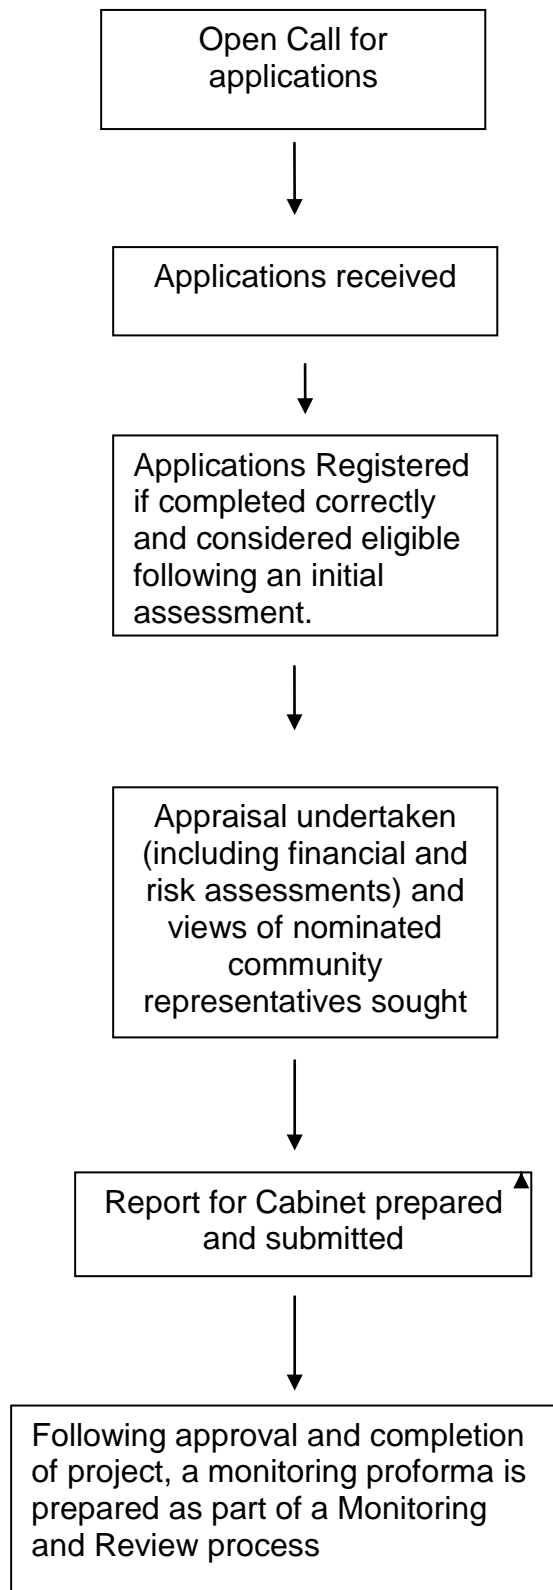 Open Call for
applications
Applications received
Applications Registered
if completed correctly
and considered eligible
following an initial
assessment.
Appraisal undertaken
(including financial and
risk assessments) and
views of nominated
community
representatives sought
Report for Cabinet prepared
and submitted
Following approval and completion
of project, a monitoring proforma is
prepared as part of a Monitoring
and Review process